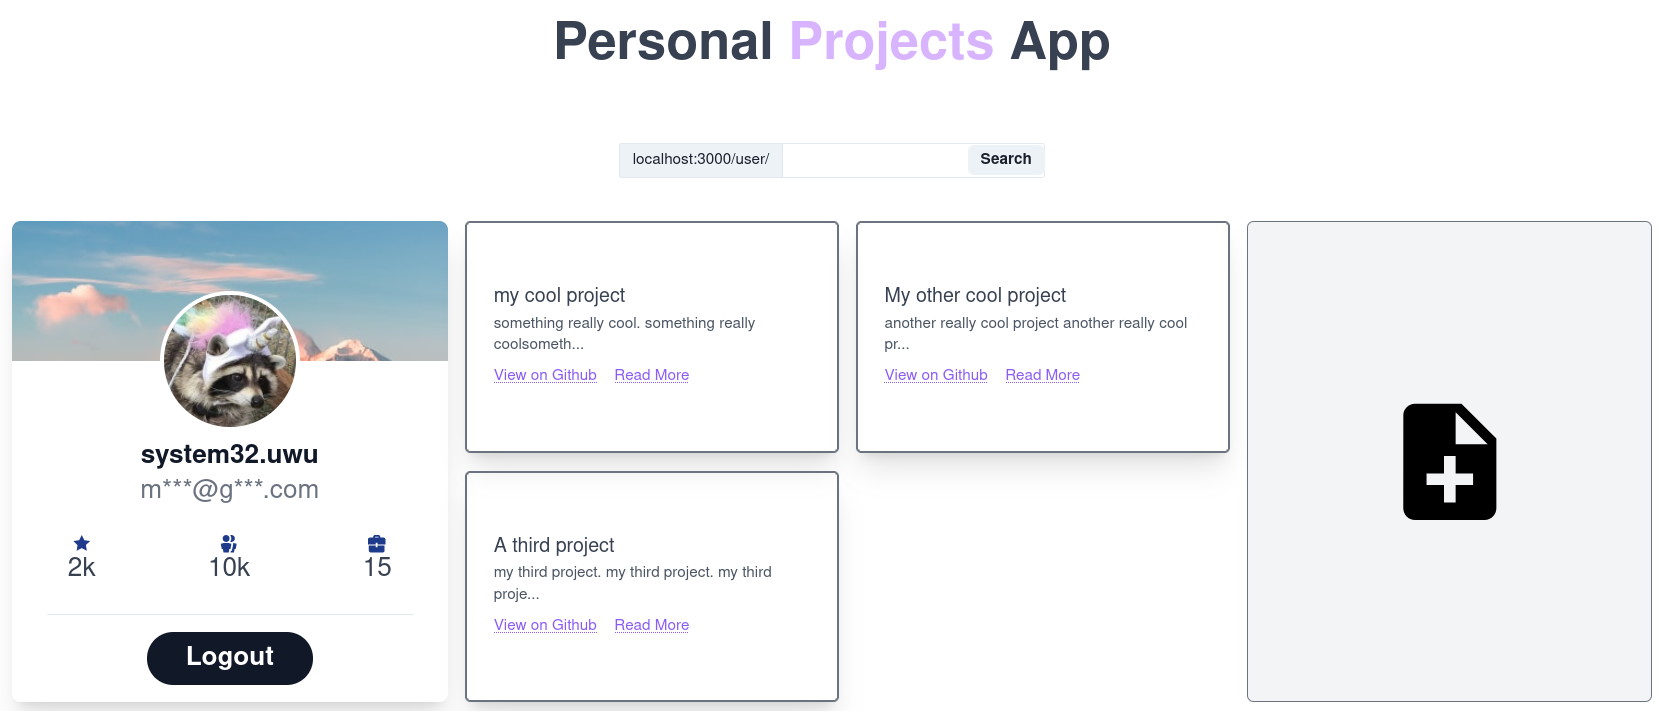 Personal Projects App
localhost:3000/user/
Search
system32.uwu
m***@g***.com
2k
10k
15
Logout
my cool project
something really cool. something really
coolsometh...
View on Github Read More
My other cool project
another really cool project another really cool
pr...
View on Github Read More
A third project
my third project. my third project. my third
proje...
View on Github Read More